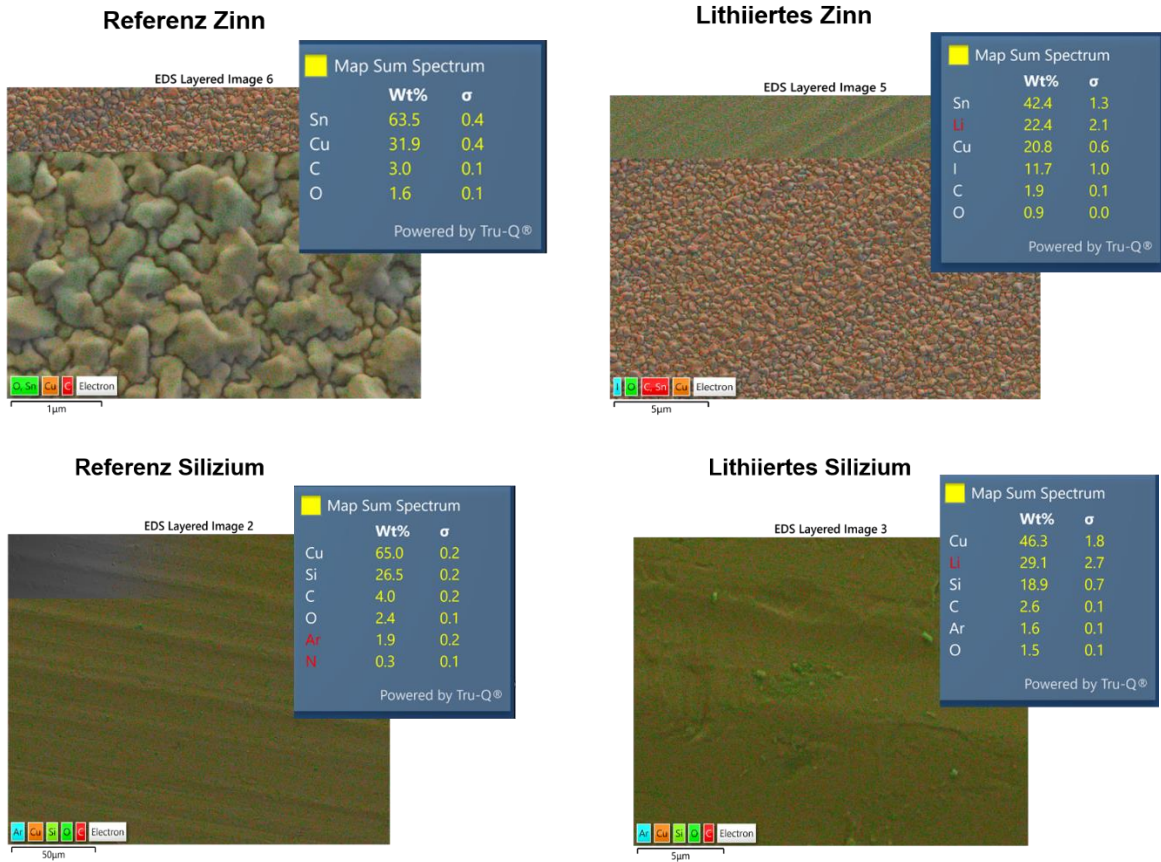 Referenz Zinn
EDS Layered Image 6
Map Sum Spectrum
Wt% σ
Sn 63.5 0.4
Cu 31.9 0.4
C 3.0 0.1
O 1.6 0.1
Powered by Tru-Q®
O, Sn Cu C Electron
1µm
Lithiiertes Zinn
EDS Layered Image 5
Map Sum Spectrum
Wt% σ
Sn 42.4 1.3
Li 22.4 2.1
Cu 20.8 0.6
I 11.7 1.0
C 1.9 0.1
O 0.9 0.0
Powered by Tru-Q®
I O C, Sn Cu Electron
5µm
Referenz Silizium
EDS Layered Image 2
Map Sum Spectrum
Wt% σ
Cu 65.0 0.2
Si 26.5 0.2
C 4.0 0.2
O 2.4 0.1
Ar 1.9 0.2
N 0.3 0.1
Powered by Tru-Q®
Ar Cu Si O C Electron
50µm
Lithiiertes Silizium
EDS Layered Image 3
Map Sum Spectrum
Wt% σ
Cu 46.3 1.8
Li 29.1 2.7
Si 18.9 0.7
C 2.6 0.1
Ar 1.6 0.1
O 1.5 0.1
Powered by Tru-Q®
Ar Cu Si O C Electron
5µm